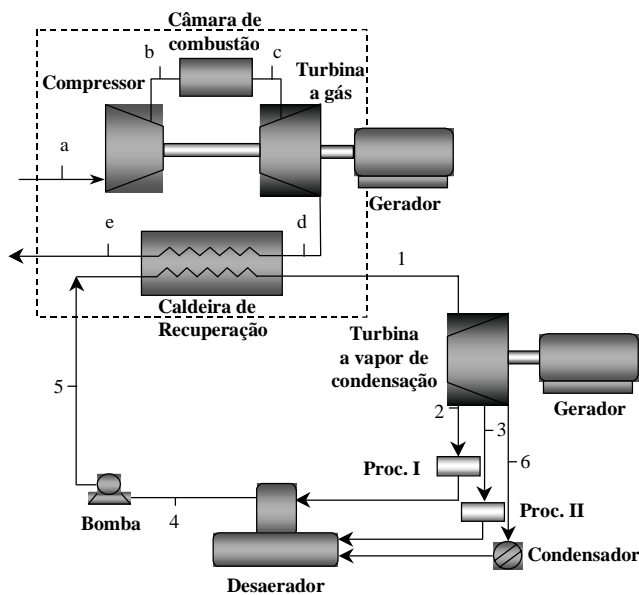 Câmara de
combustão
b
c
Compressor
Turbina
a gás
a
Gerador
e
d
1
Caldeira de
Recuperação
Turbina
a vapor de
condensação
Gerador
5
2
3
6
Proc. I
4
Proc. II
Bomba
Condensador
Desaerador